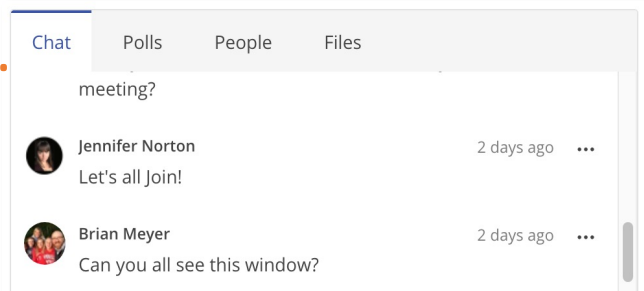 Chat Polls People Files
meeting?
Jennifer Norton 2 days ago ...
Let's all Join!
Brian Meyer 2 days ago ...
Can you all see this window?